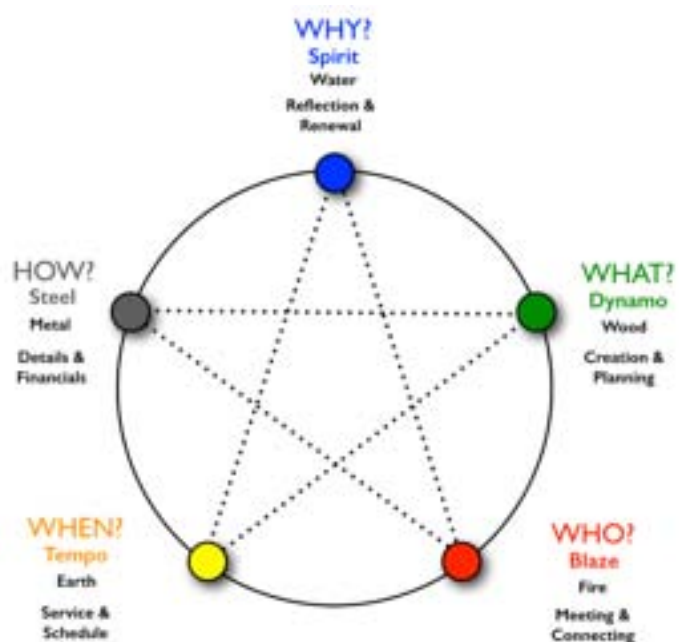 WHY?
Spirit
Water
Reflection &
Renewal
HOW?
Steel
Metal
Details &
Financials
WHAT?
Dynamo
Wood
Creation &
Planning
WHEN?
Tempo
Earth
Service &
Schedule
WHO?
Blaze
Fire
Meeting &
Connecting